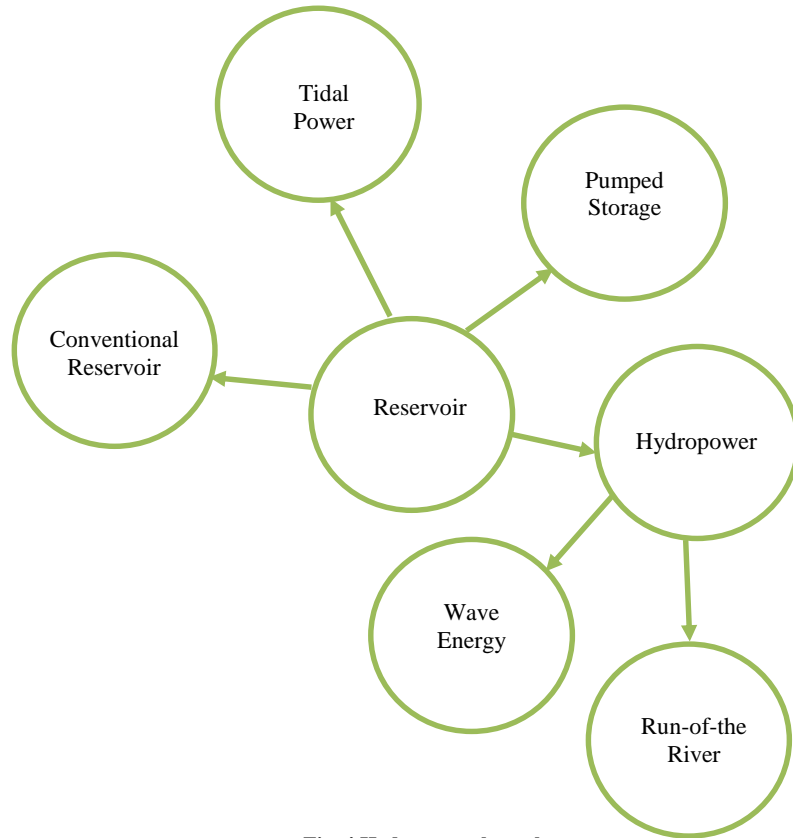 Tidal
Power
Pumped
Storage
Conventional
Reservoir
Reservoir
Hydropower
Wave
Energy
Run-of-the
River